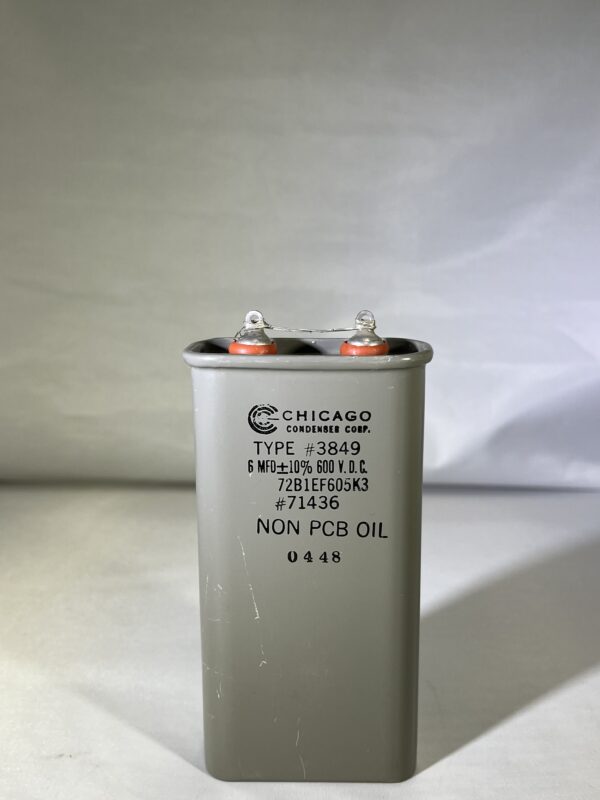 CHICAGO
CONDENSER CORP.
TYPE #3849
6 MFD±10% 600 V.D.C.
72B1EF605K3
#71436
NON PCB OIL
0448